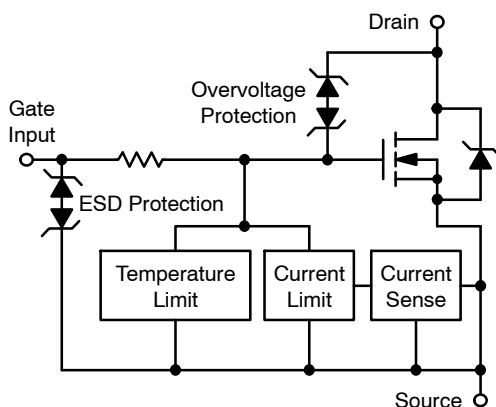 Drain
Overvoltage
Protection
Gate
Input
ESD Protection
Temperature
Limit
Current
Limit
Current
Sense
Source